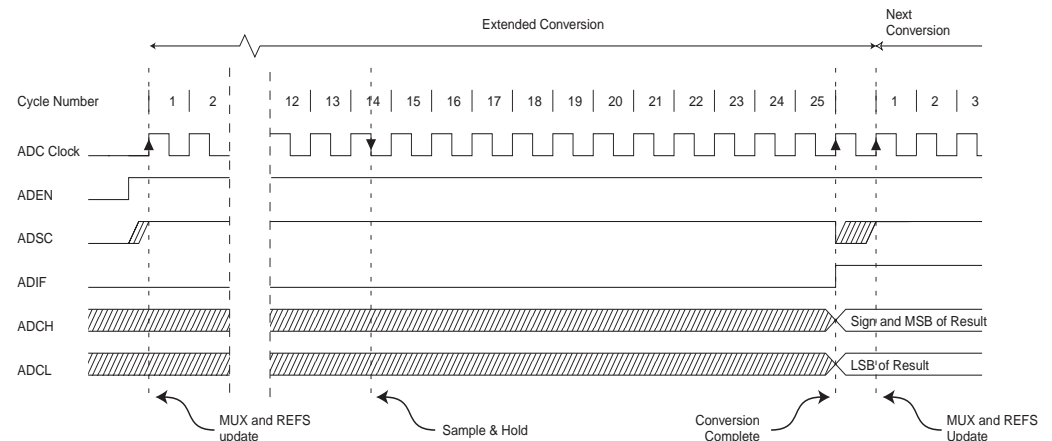 Extended Conversion
Next
Conversion
Cycle Number 1 2 12 13 14 15 16 17 18 19 20 21 22 23 24 25 1 2 3
ADC Clock
ADEN
ADSC
ADIF
ADCH Sign and MSB of Result
ADCL LSB of Result
MUX and REFS
update
Sample & Hold
Conversion
Complete
MUX and REFS
Update